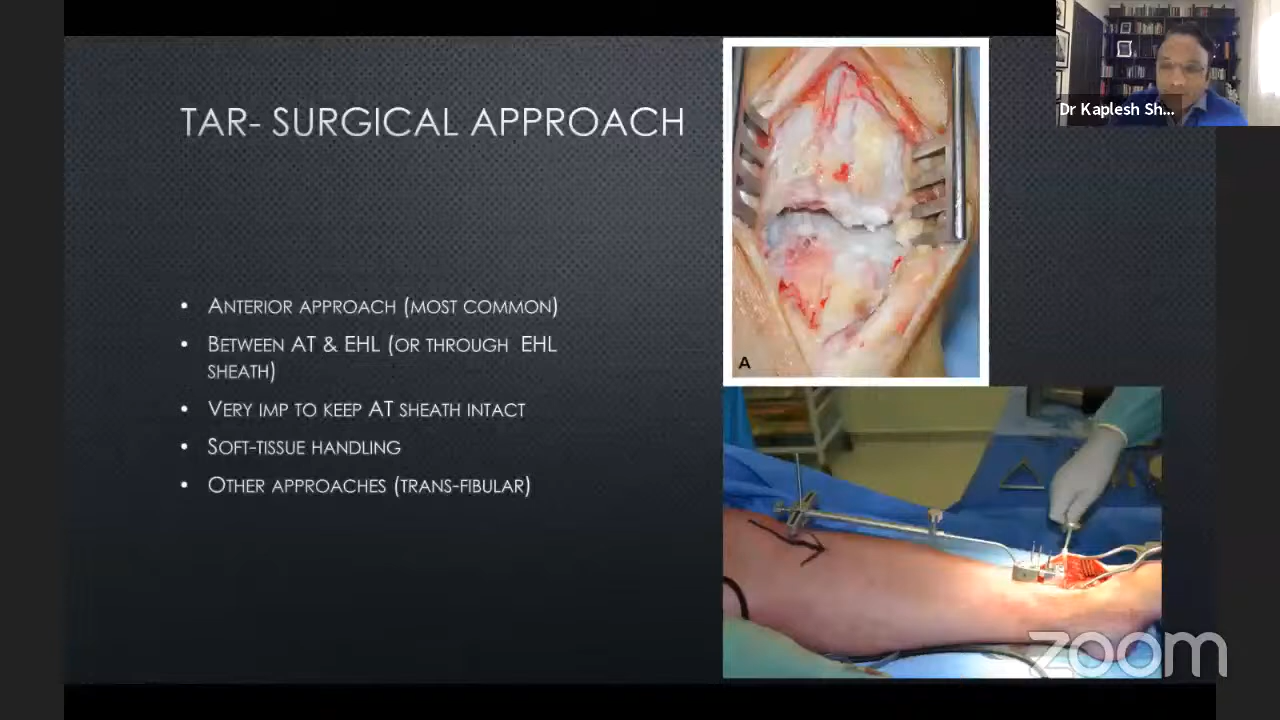 Dr Kaplesh Sh...
TAR- SURGICAL APPROACH
• ANTERIOR APPROACH (MOST COMMON)
• BETWEEN AT & EHL (OR THROUGH EHL
SHEATH)
• VERY IMP TO KEEP AT SHEATH INTACT
• SOFT-TISSUE HANDLING
• OTHER APPROACHES (TRANS-FIBULAR)
A
zoom